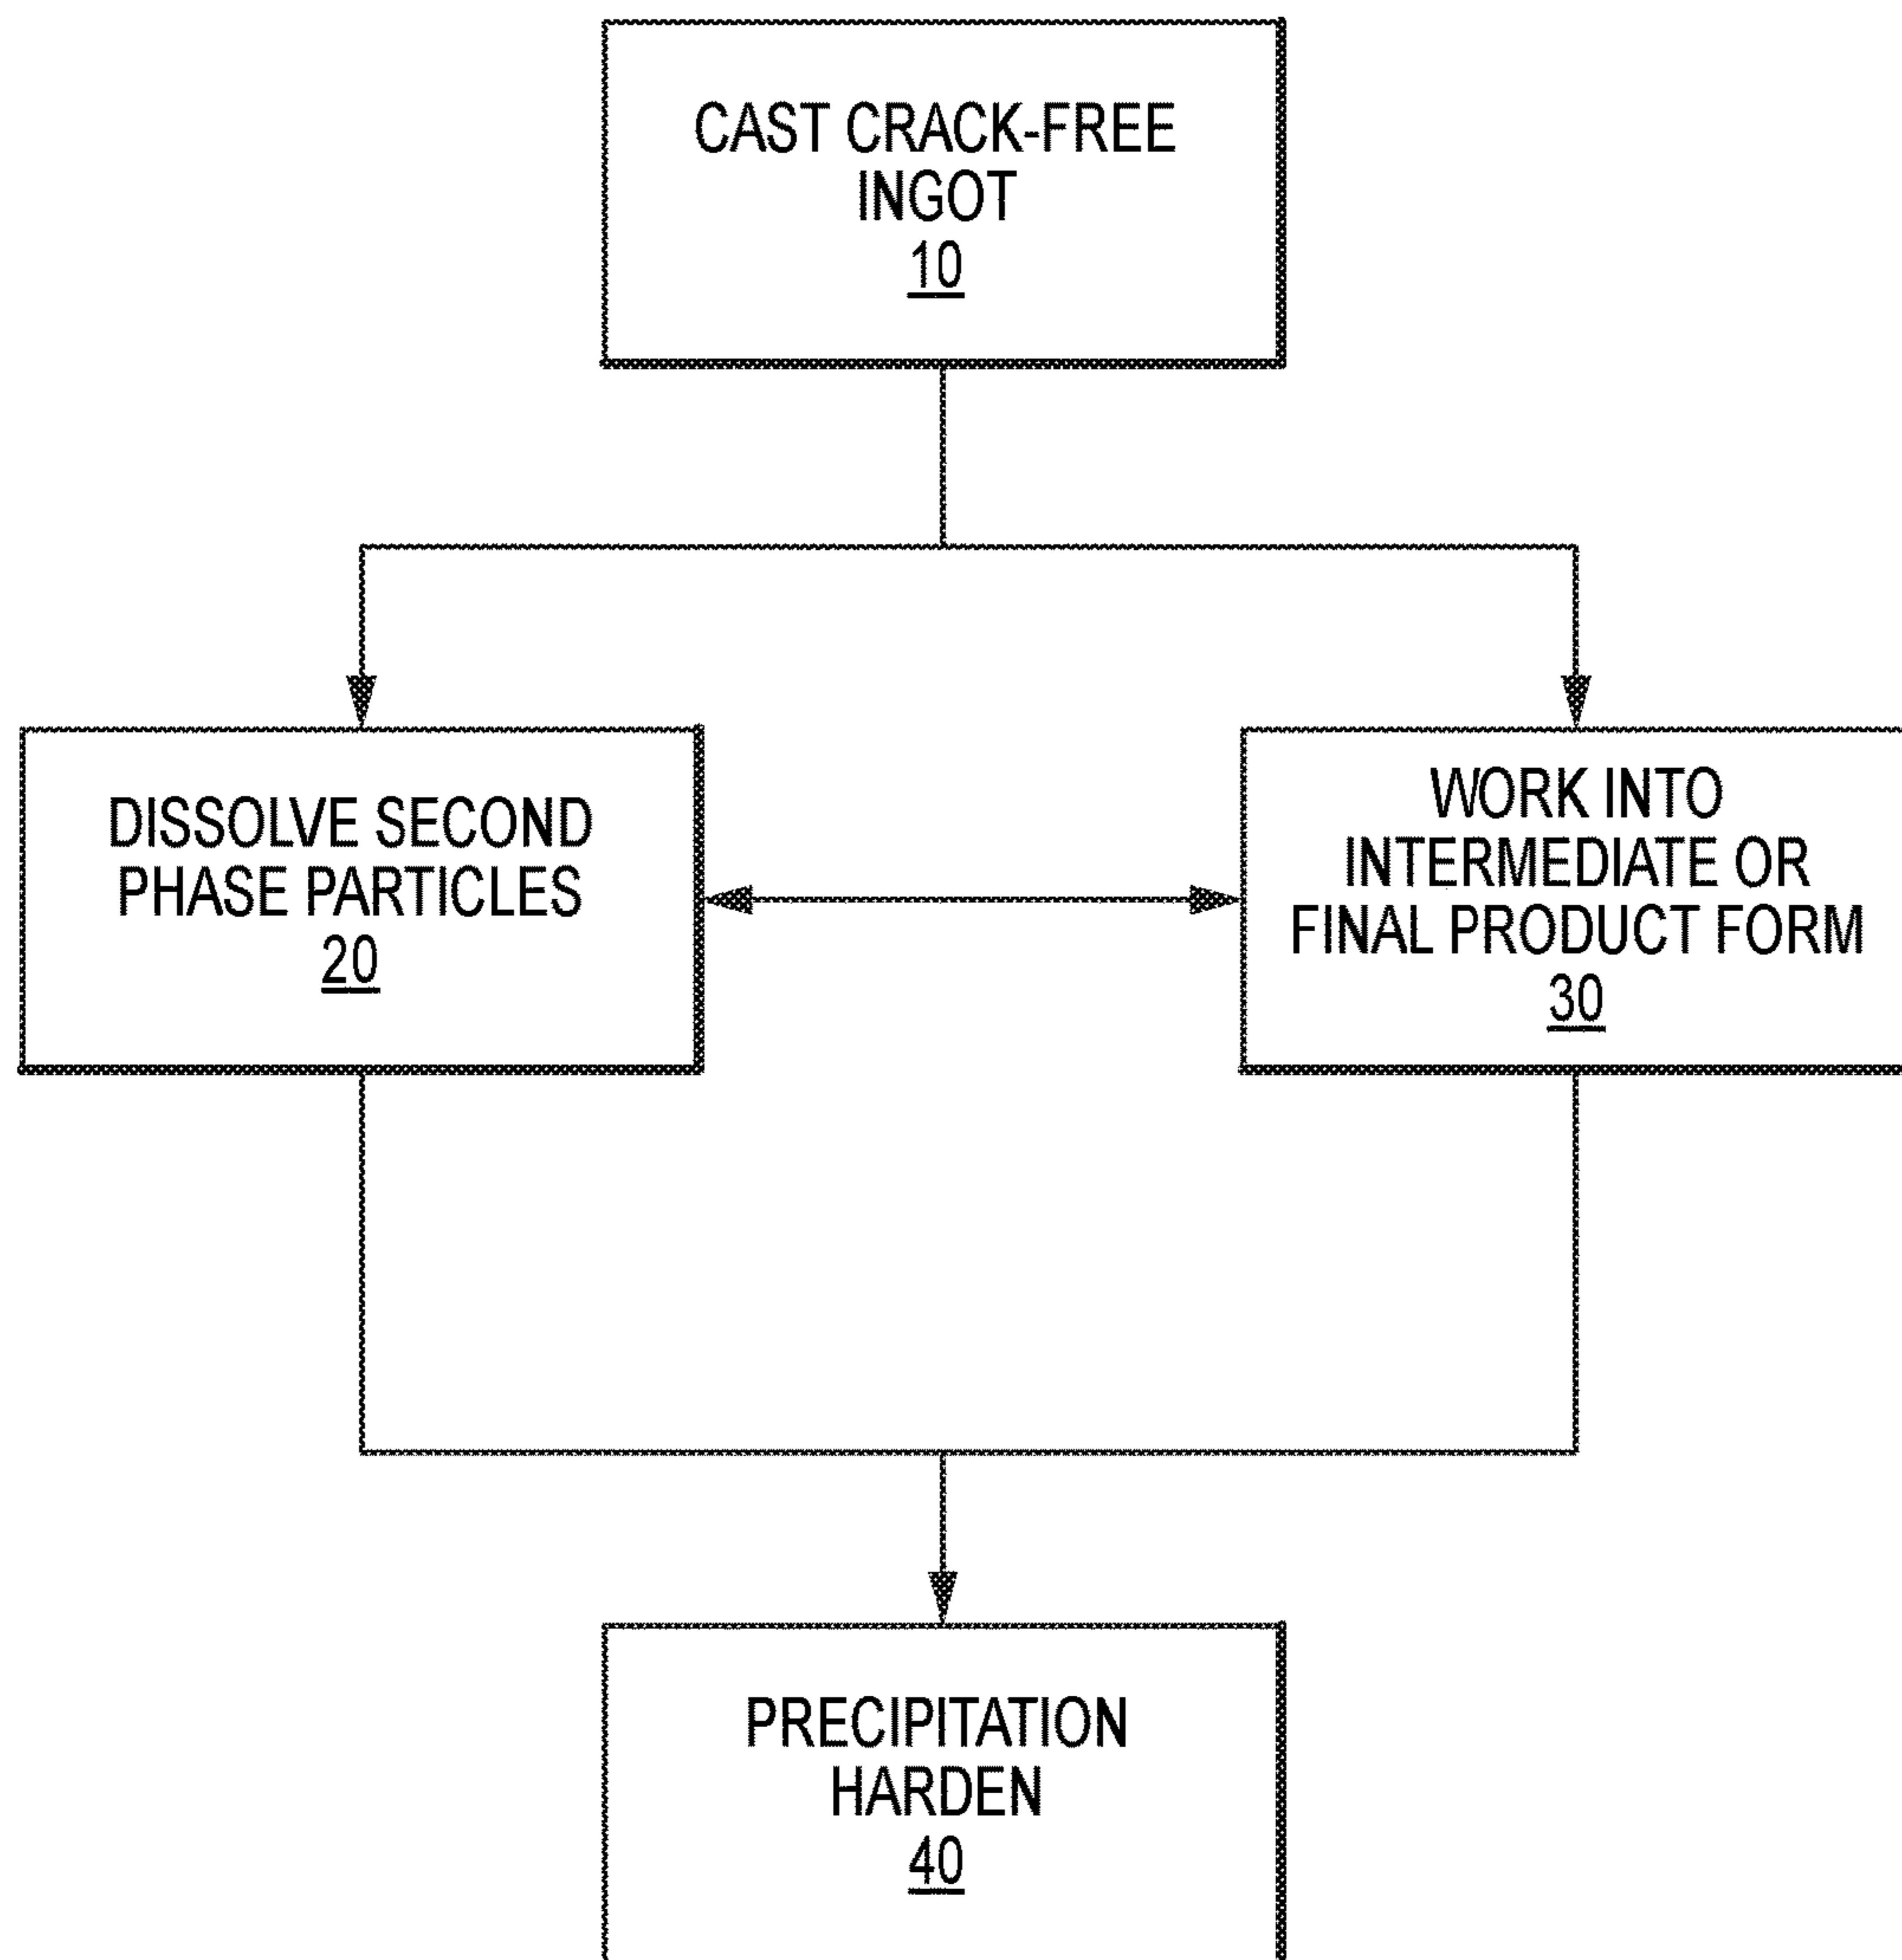 CAST CRACK-FREE
INGOT
10
DISSOLVE SECOND
PHASE PARTICLES
20
WORK INTO
INTERMEDIATE OR
FINAL PRODUCT FORM
30
PRECIPITATION
HARDEN
40